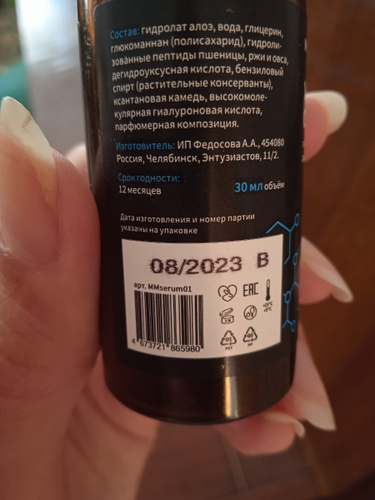 Состав: гидролат алоэ, вода, глицерин,
глюкоманнан (полисахарид), гидроли-
зованные пептиды пшеницы, ржи и овса,
дегидроуксусная кислота, бензиловый
спирт (растительные консерванты),
ксантановая камедь, высокомоле-
кулярная гиалуроновая кислота,
парфюмерная композиция.
Изготовитель: ИП Федосова А.А., 454080
Россия, Челябинск, Энтузиастов, 11/2.
Срок годности:
12 месяцев
30 мл объём
Дата изготовления и номер партии
указаны на упаковке
08/2023 В
арт. MMserum01
EAC
4 673721 865980